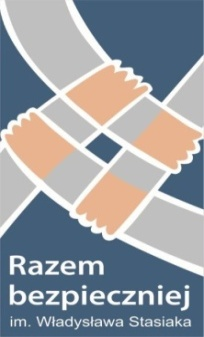 Razem
bezpieczniej
im. Władysława Stasiaka